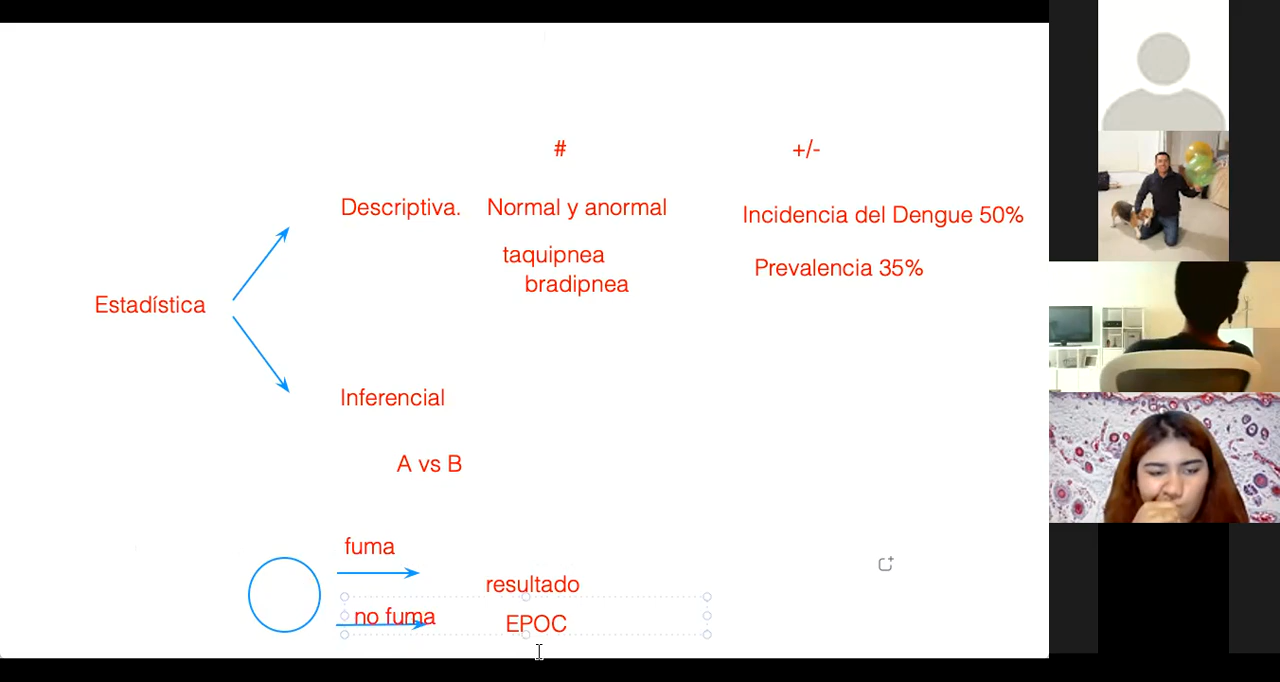 # +/-
Descriptiva. Normal y anormal Incidencia del Dengue 50%
taquipnea
Prevalencia 35%
bradipnea
Estadística
Inferencial
A vs B
fuma
resultado
no fuma
EPOC